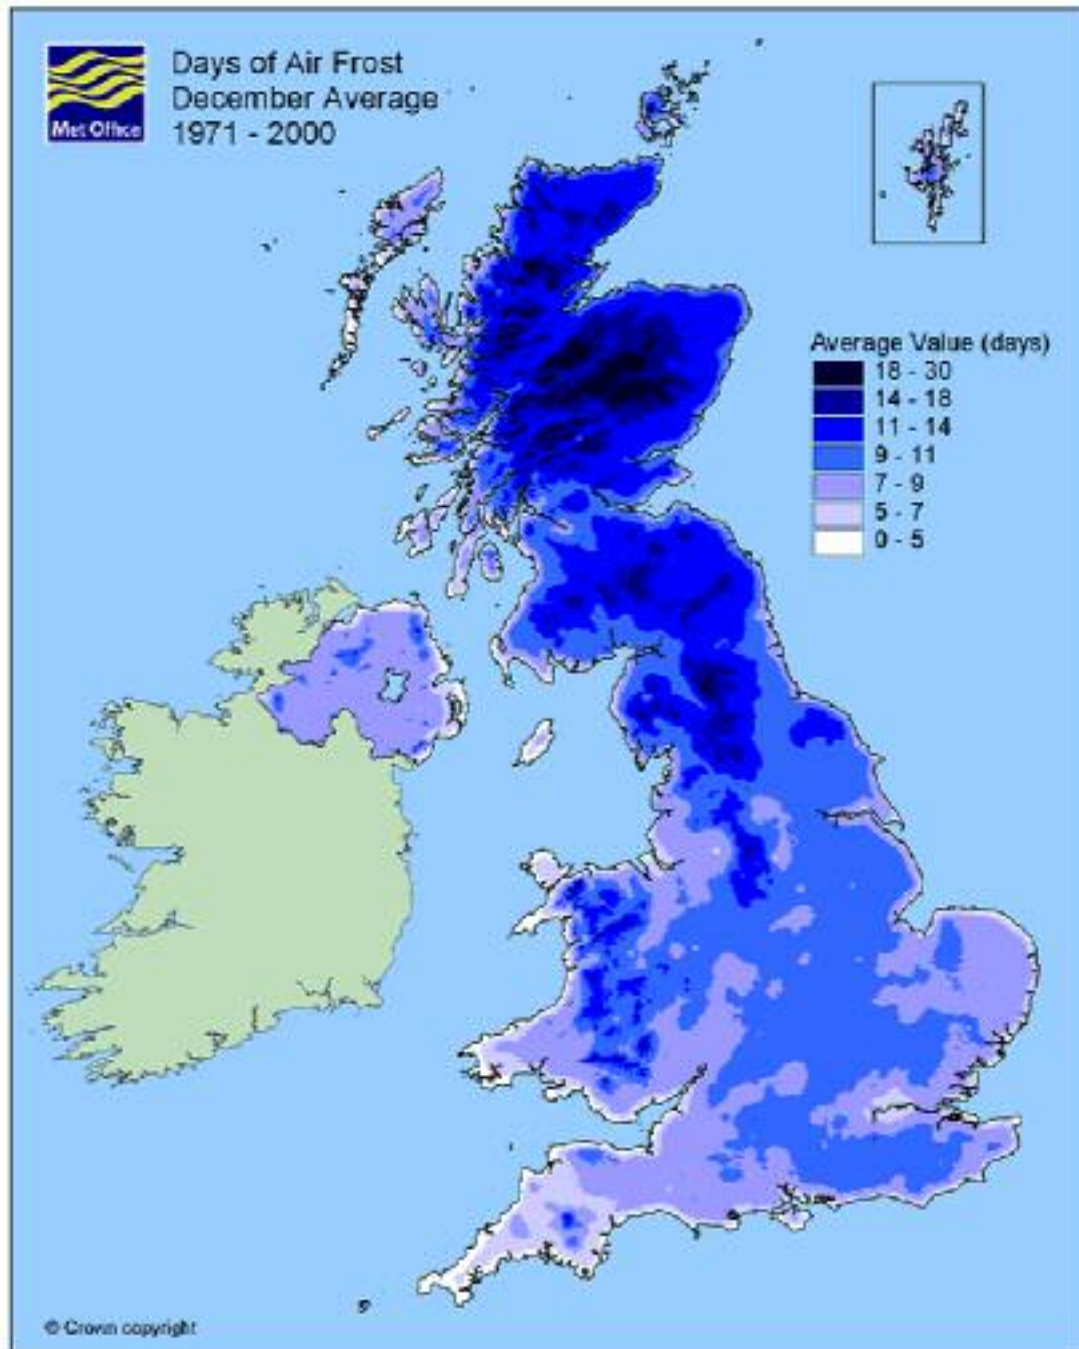 Met Office
Days of Air Frost
December Average
1971 - 2000
Average Value (days)
18 - 30
14 - 18
11 - 14
9 - 11
7 - 9
5 - 7
0 - 5
© Crown copyright